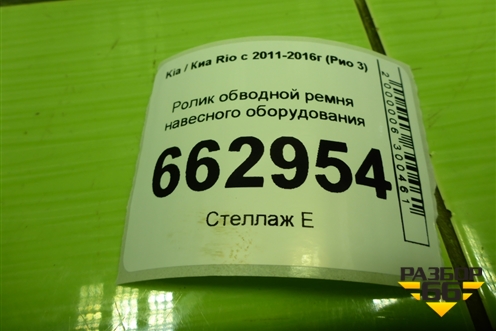 Kia / Киа Rio с 2011-2016г (Рио 3)
Ролик обводной ремня
навесного оборудования
662954
Стеллаж Е
2000006300461
РАЗБОР
66